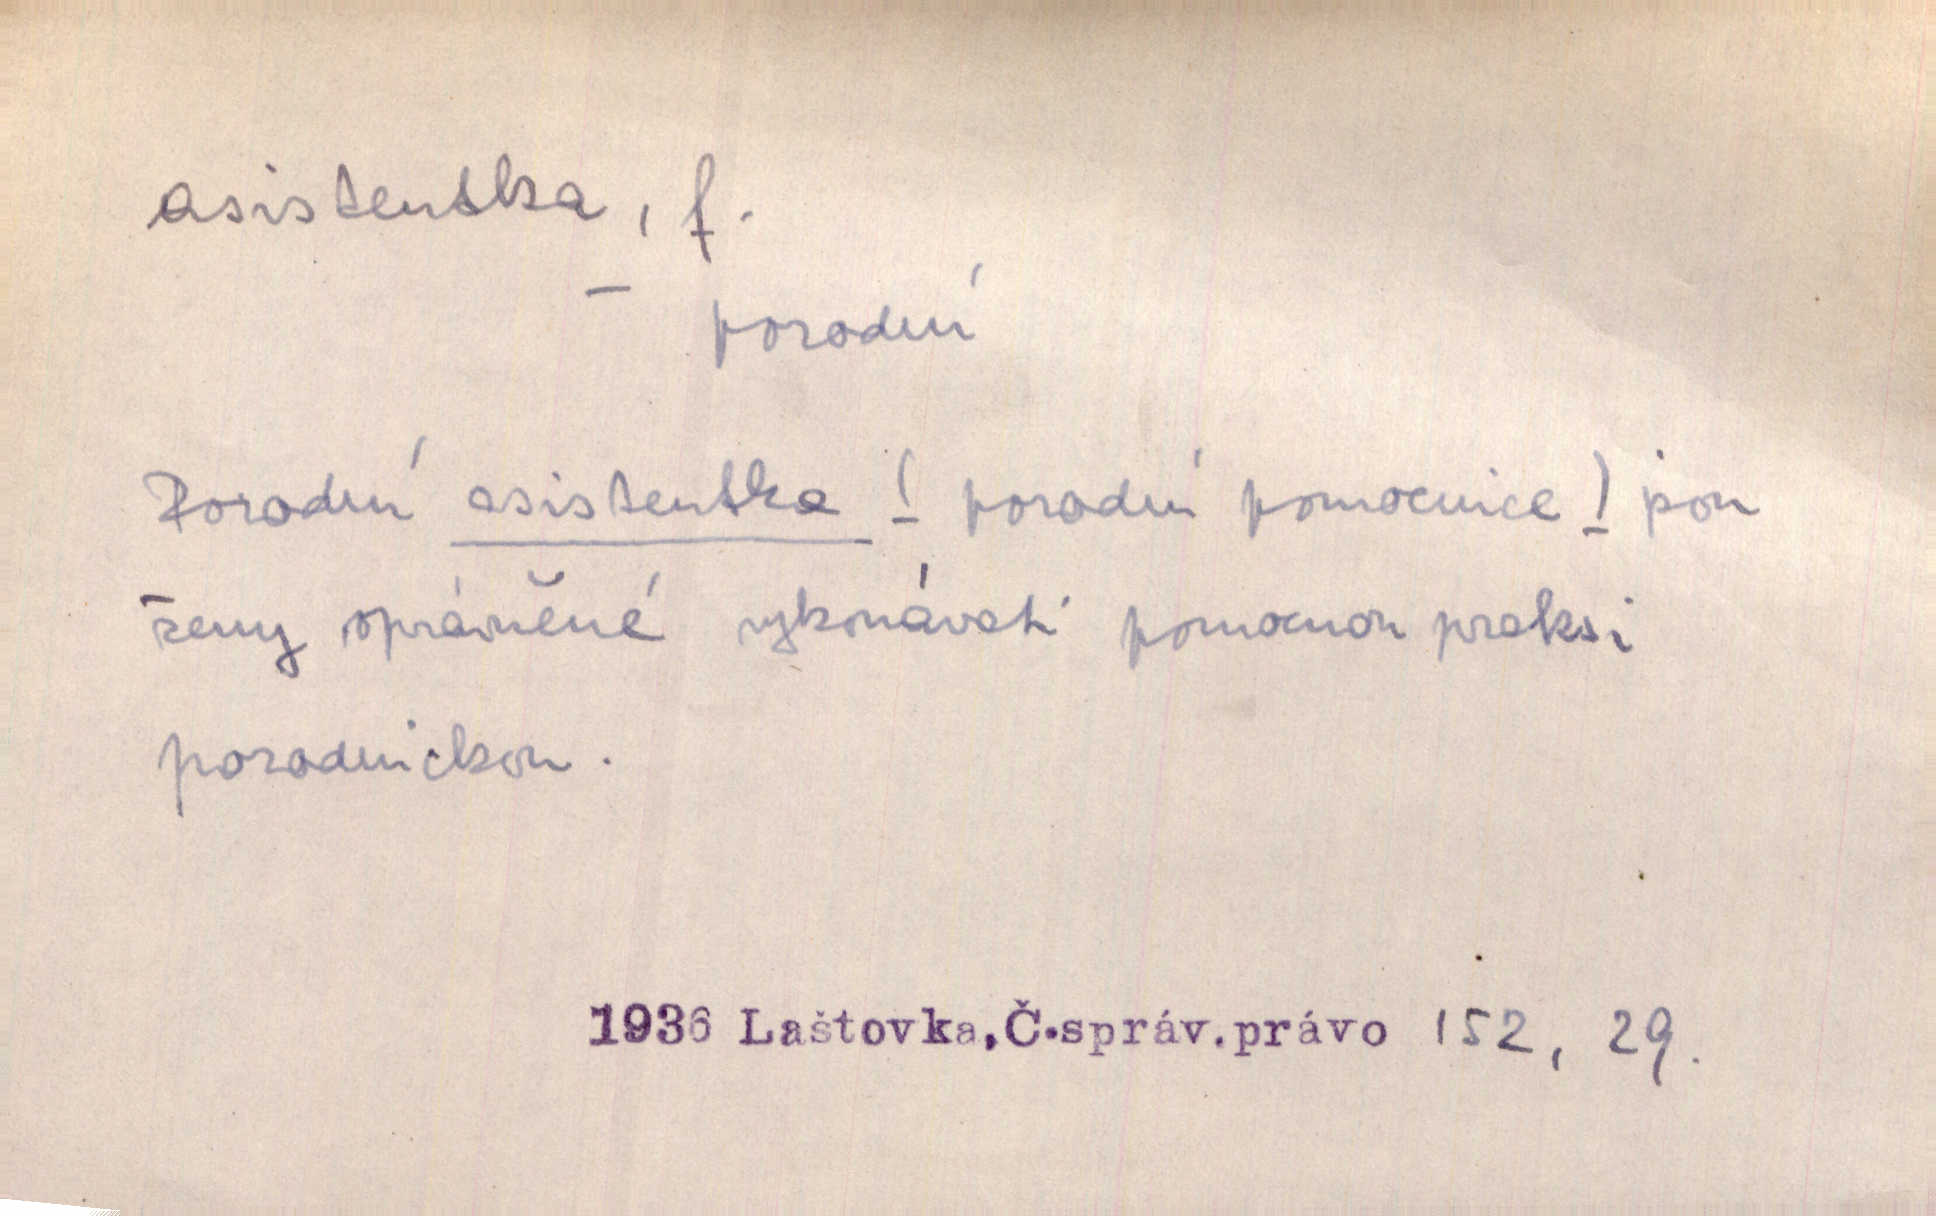 asistentka, f.
– porodní
Porodní asistentka (porodní pomocnice) jsou
ženy oprávněné vykonávati pomocnou praksi
porodnickou.
1936 Laštovka,Č.správ.právo 152, 29.